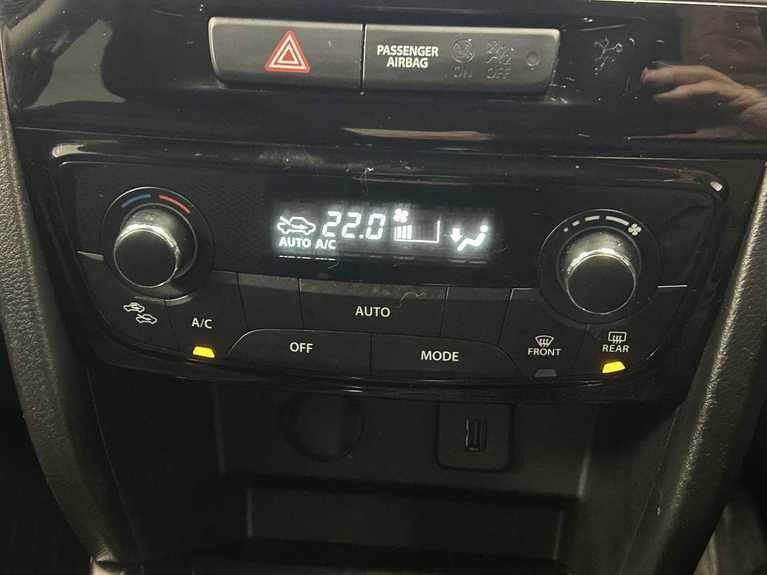 PASSENGER
AIRBAG
ON OFF
22.0
AUTO A/C
A/C
AUTO
OFF
MODE
FRONT
REAR